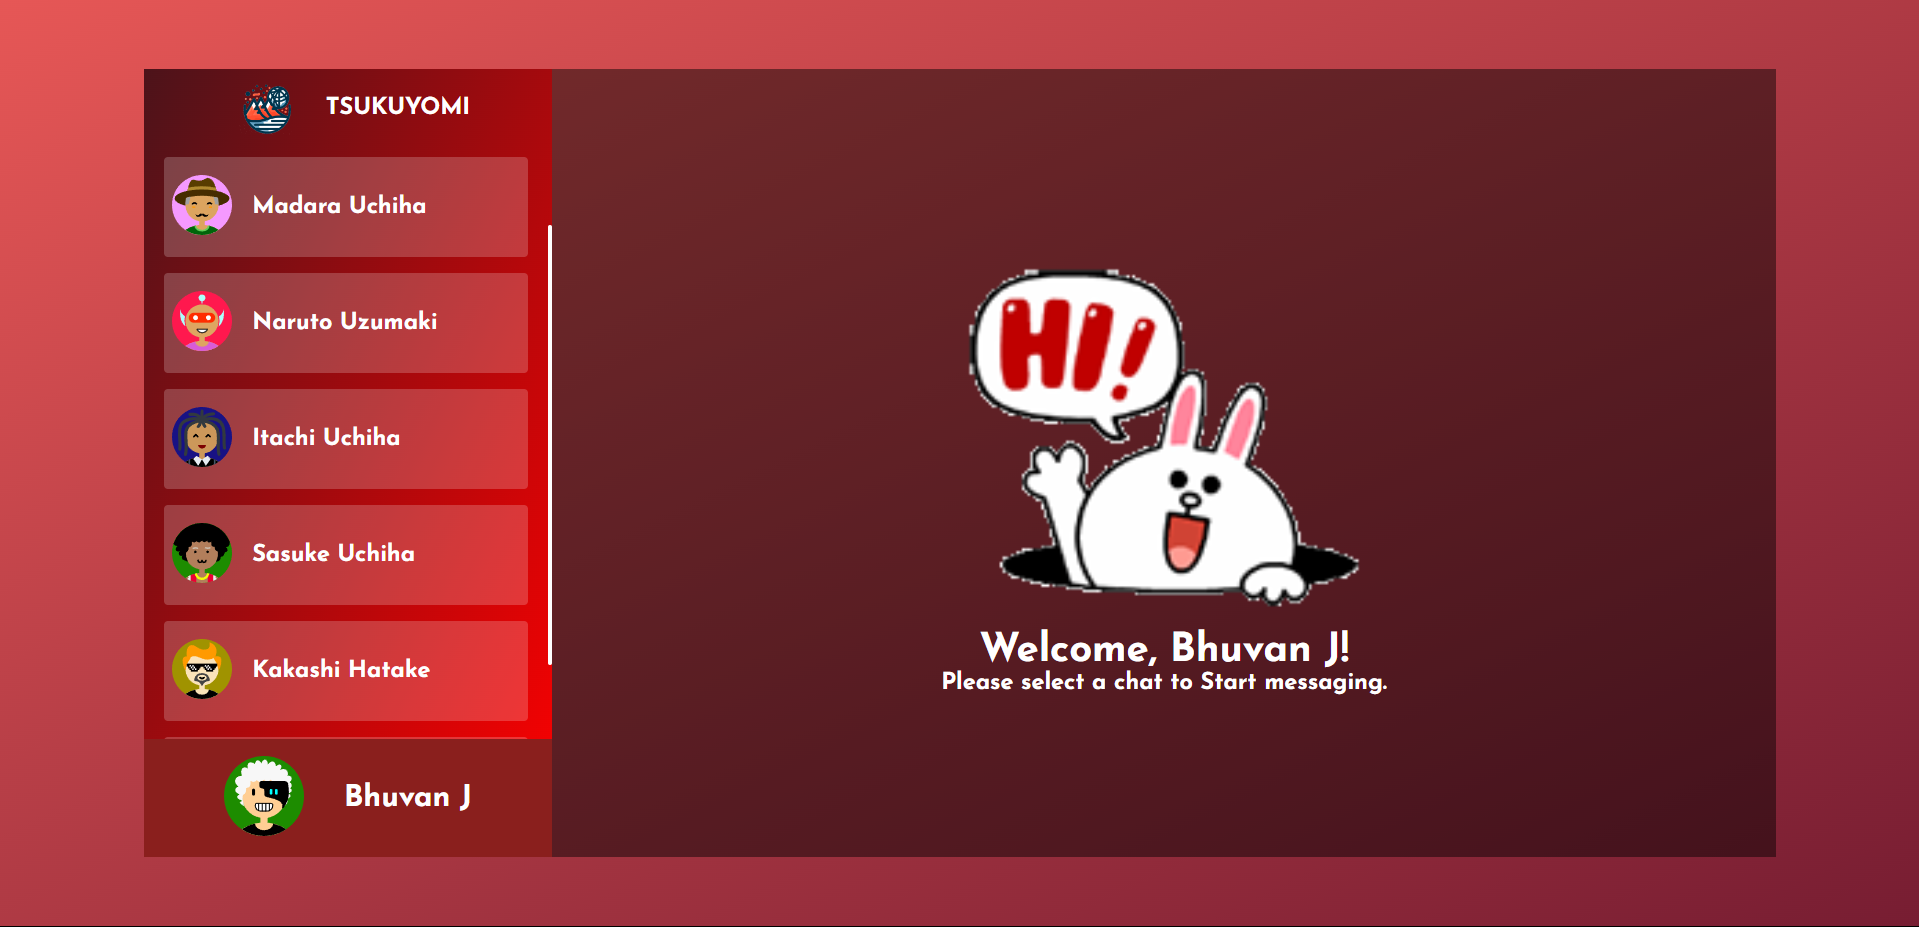 TSUKUYOMI
Madara Uchiha
Naruto Uzumaki
Itachi Uchiha
Sasuke Uchiha
Kakashi Hatake
Bhuvan J
HI!
Welcome, Bhuvan J!
Please select a chat to Start messaging.